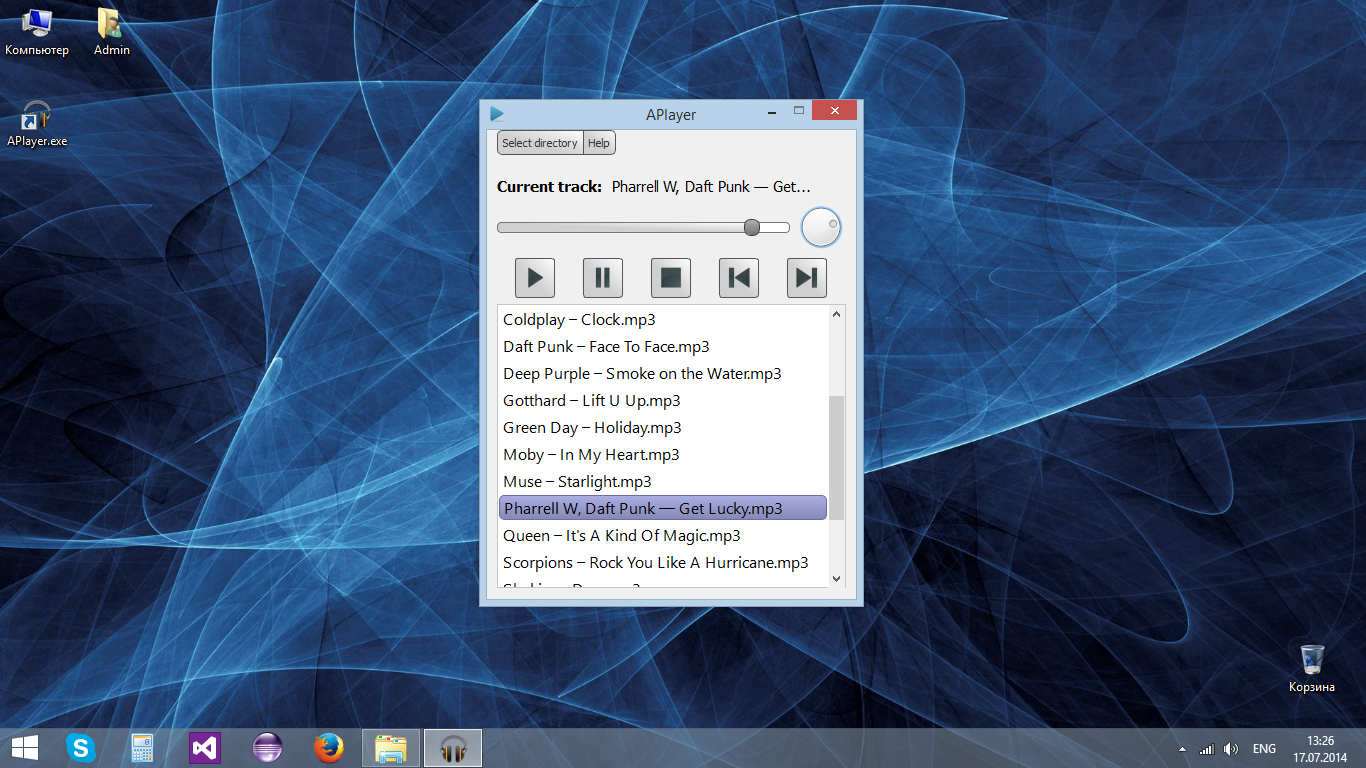 Компьютер
Admin
APlayer.exe
APlayer
Select directory
Help
Current track: Pharrell W, Daft Punk — Get...
Coldplay – Clock.mp3
Daft Punk – Face To Face.mp3
Deep Purple – Smoke on the Water.mp3
Gotthard – Lift U Up.mp3
Green Day – Holiday.mp3
Moby – In My Heart.mp3
Muse – Starlight.mp3
Pharrell W, Daft Punk — Get Lucky.mp3
Queen – It's A Kind Of Magic.mp3
Scorpions – Rock You Like A Hurricane.mp3
Корзина
ENG
13:26
17.07.2014